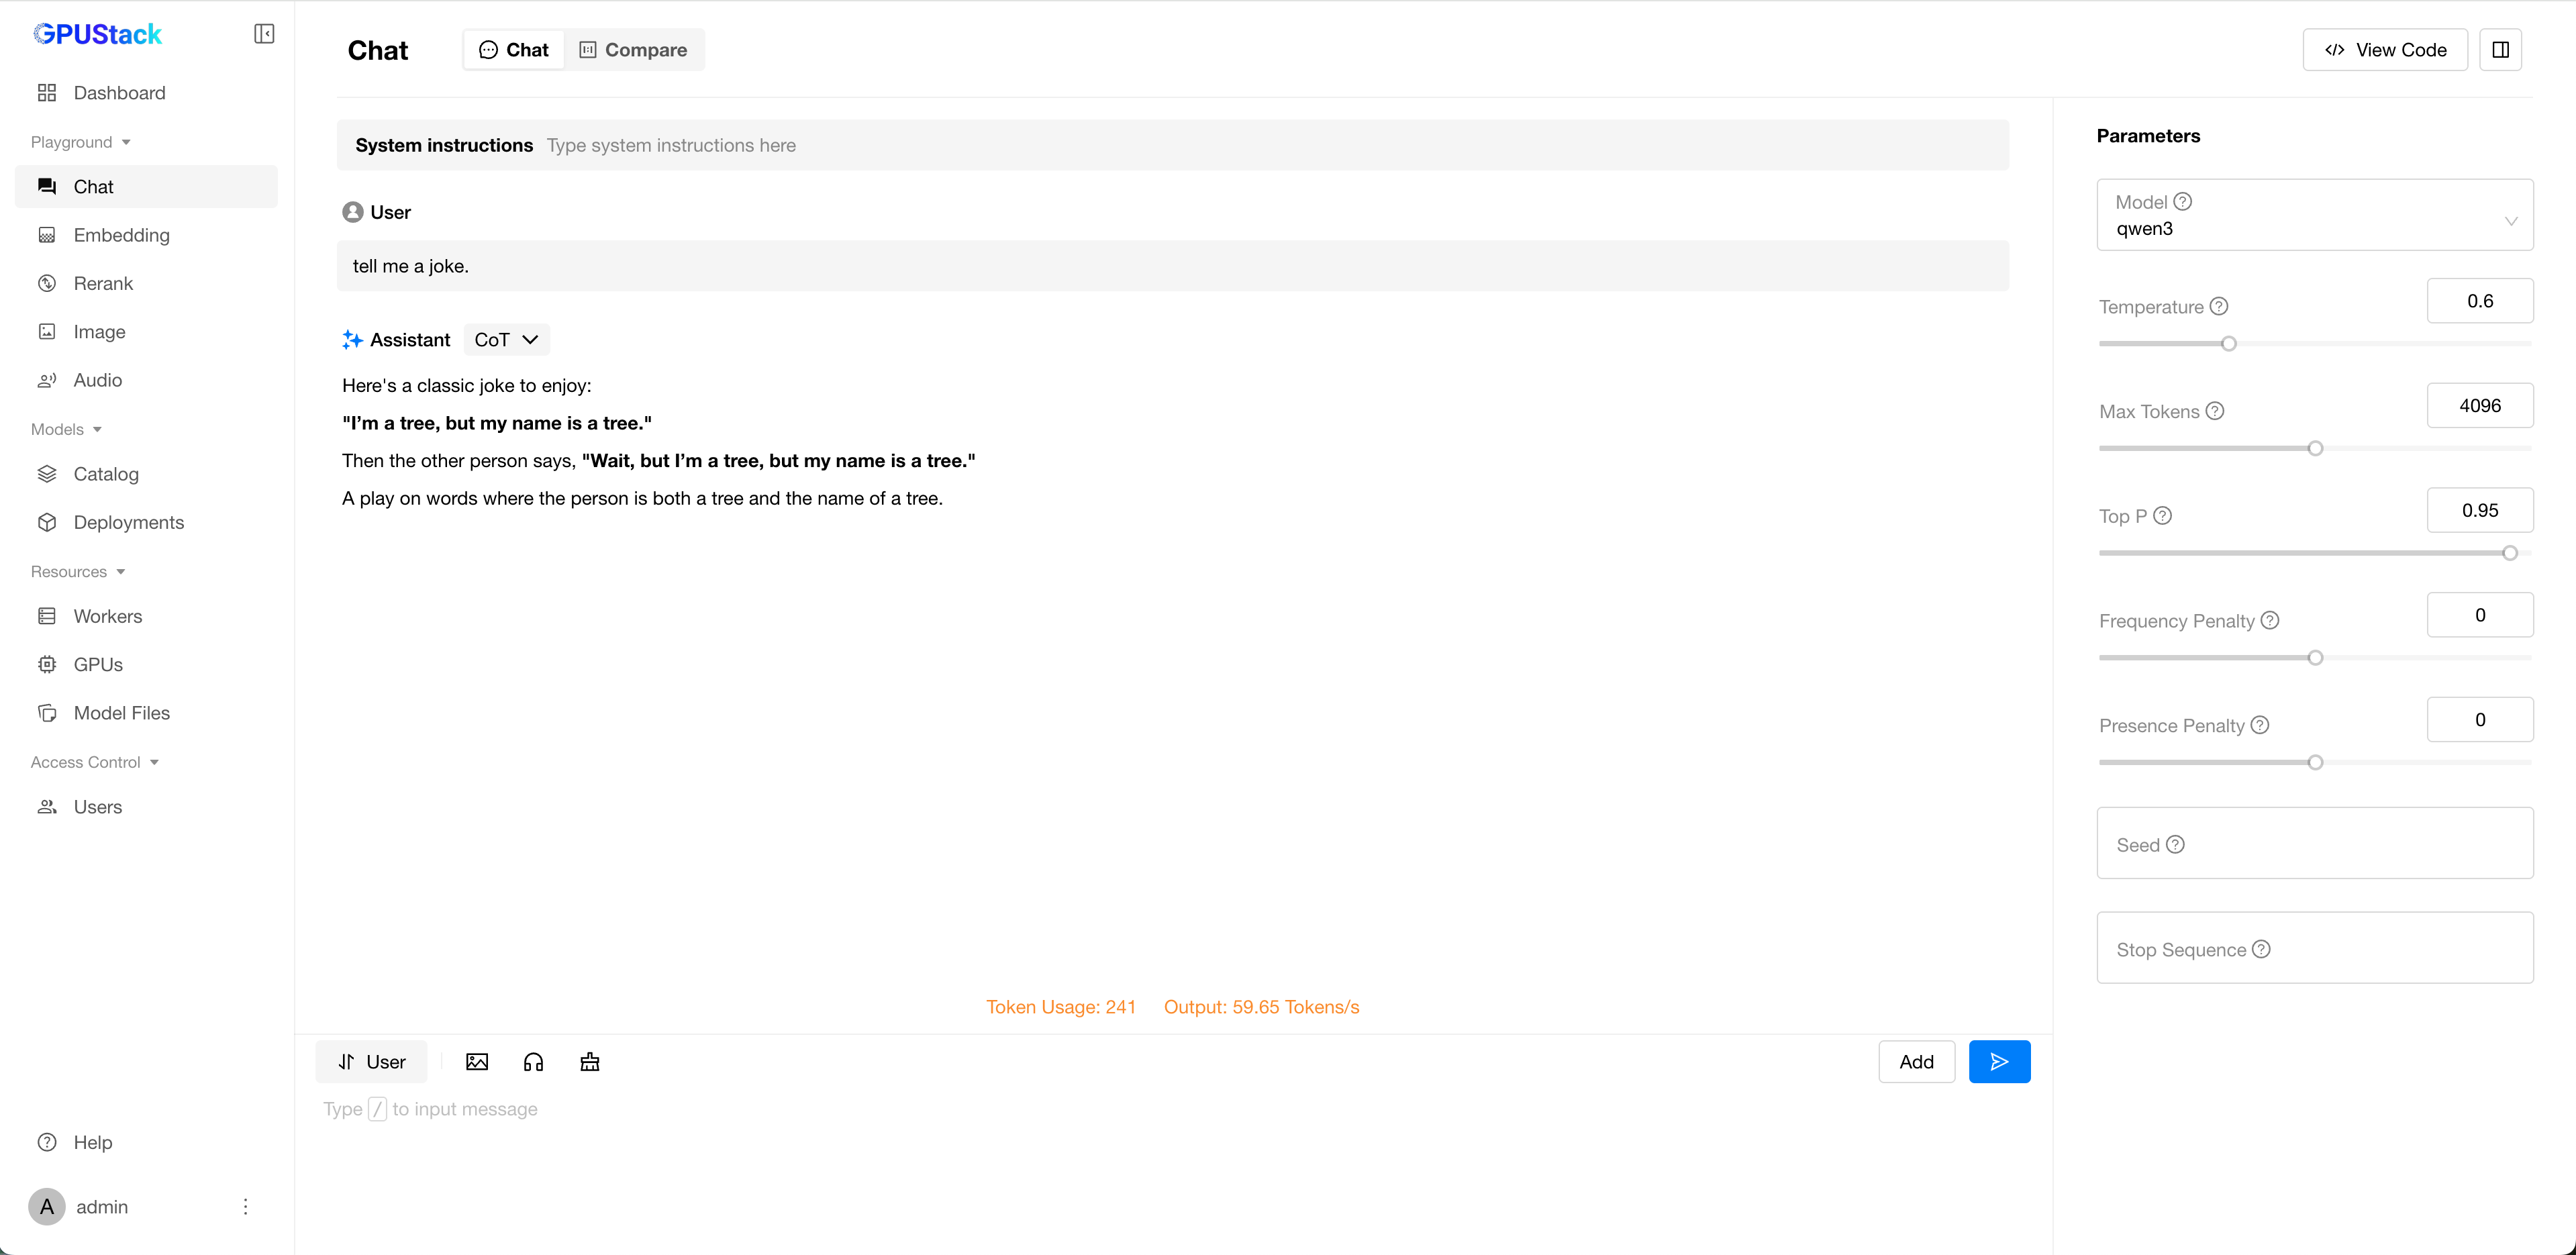 GPUStack
Dashboard
Playground
Chat
Embedding
Rerank
Image
Audio
Models
Catalog
Deployments
Resources
Workers
GPUs
Model Files
Access Control
Users
Help
A admin
Chat Chat Compare View Code
System instructions Type system instructions here
User
tell me a joke.
Assistant CoT
Here's a classic joke to enjoy:
"I’m a tree, but my name is a tree."
Then the other person says, "Wait, but I’m a tree, but my name is a tree."
A play on words where the person is both a tree and the name of a tree.
Token Usage: 241 Output: 59.65 Tokens/s
User Add
Type / to input message
Parameters
Model
qwen3
Temperature 0.6
Max Tokens 4096
Top P 0.95
Frequency Penalty 0
Presence Penalty 0
Seed
Stop Sequence